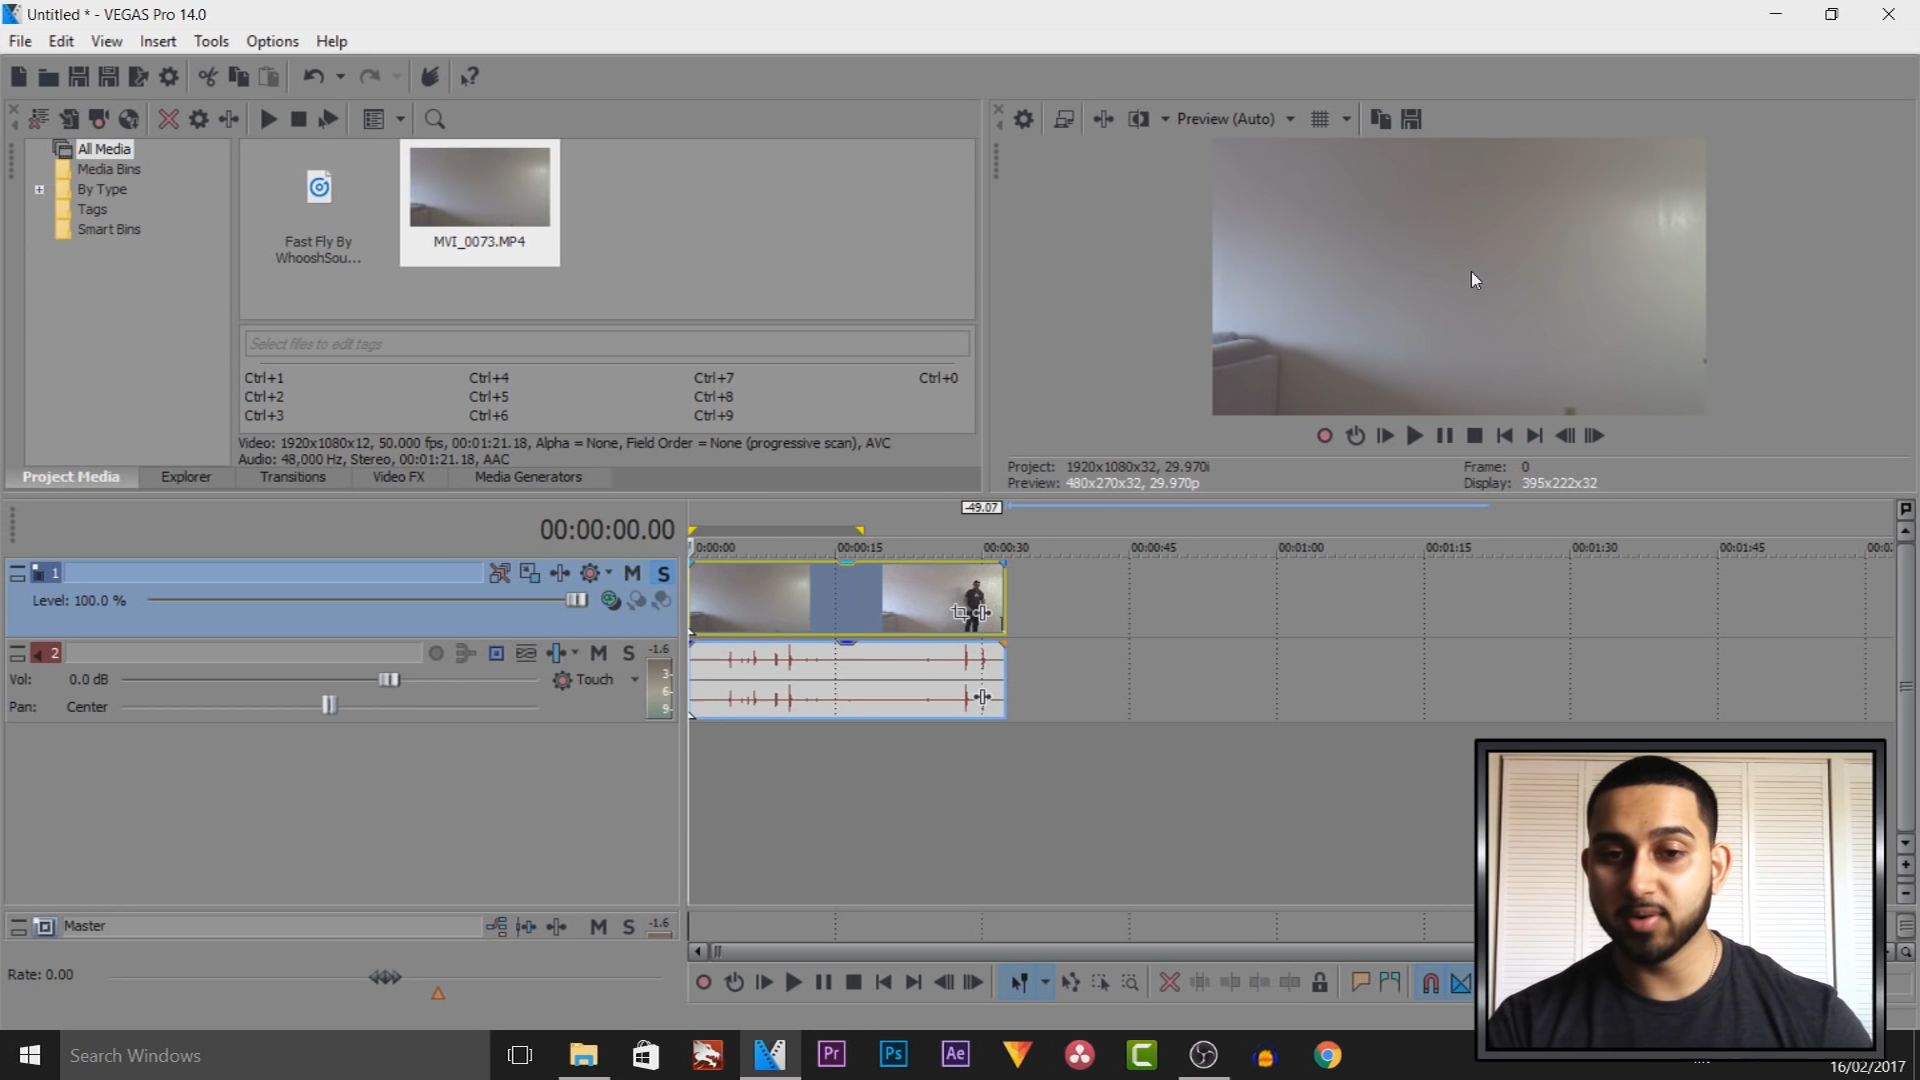 Untitled * - VEGAS Pro 14.0
File Edit View Insert Tools Options Help
Preview (Auto)
All Media
Media Bins
By Type
Tags
Smart Bins
Fast Fly By
WhooshSou...
MVI_0073.MP4
Select files to edit tags
Ctrl+1 Ctrl+4 Ctrl+7 Ctrl+0
Ctrl+2 Ctrl+5 Ctrl+8
Ctrl+3 Ctrl+6 Ctrl+9
Video: 1920x1080x12, 50.000 fps, 00:01:21.18, Alpha = None, Field Order = None (progressive scan), AVC
Audio: 48,000 Hz, Stereo, 00:01:21.18, AAC
Project Media Explorer Transitions Video FX Media Generators
Project: 1920x1080x32, 29.970i Frame: 0
Preview: 480x270x32, 29.970p Display: 395x222x32
-49.07
00:00:00.00
0:00:00 00:00:15 00:00:30 00:00:45 00:01:00 00:01:15 00:01:30 00:01:45
1 M S
Level: 100.0 %
2 M S -1.6
Vol: 0.0 dB Touch 3-
6-
Pan: Center 9-
Master M S -1.6
Rate: 0.00
Search Windows
Pr Ps Ae C
16/02/2017